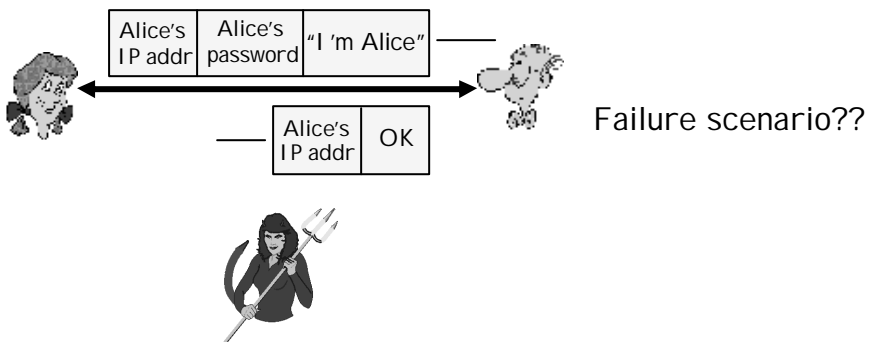 Alice's
IP addr
Alice's
password
"I'm Alice"
Alice's
IP addr
OK
Failure scenario??